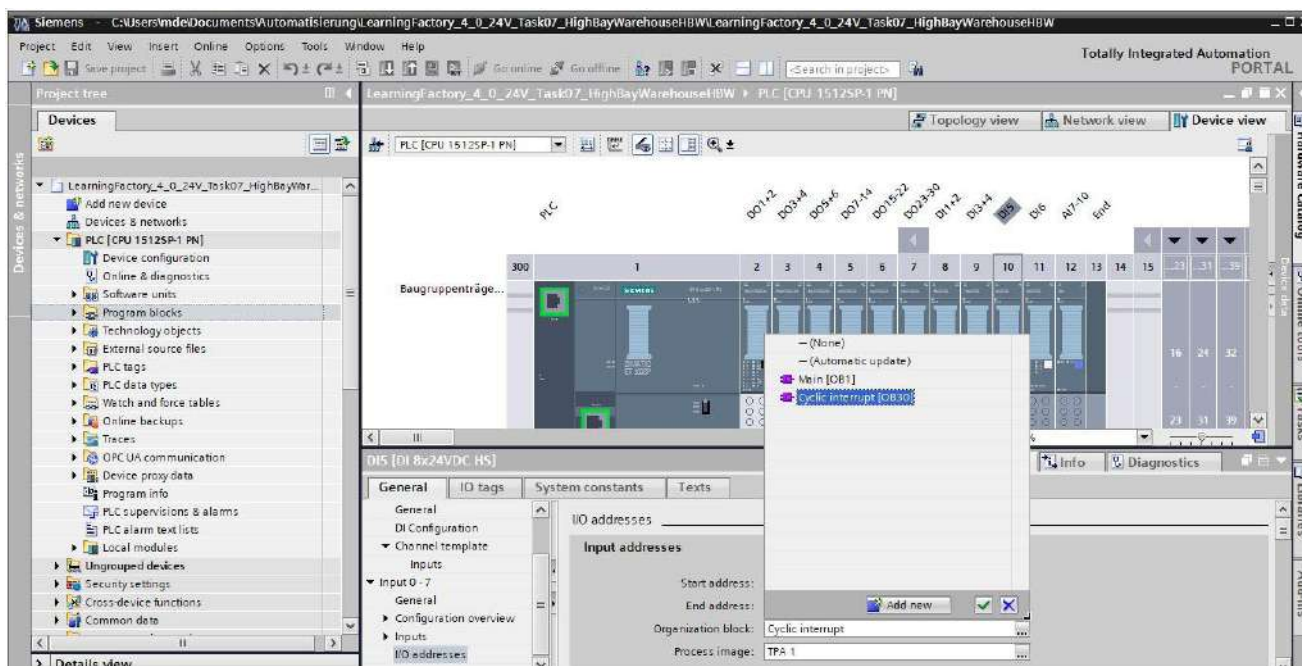 Siemens - C:\Users\mde\Documents\Automatisierung\LearningFactory_4_0_24V_Task07_HighBayWarehouseHBW\LearningFactory_4_0_24V_Task07_HighBayWarehouseHBW
Project Edit View Insert Online Options Tools Window Help
Totally Integrated Automation
PORTAL
Save project
Go online
Go offline
<Search in project>
Project tree
LearningFactory_4_0_24V_Task07_HighBayWarehouseHBW ▸ PLC [CPU 1512SP-1 PN]
Devices
Topology view
Network view
Device view
PLC [CPU 1512SP-1 PN]
Devices & networks
LearningFactory_4_0_24V_Task07_HighBayWar...
Add new device
Devices & networks
PLC [CPU 1512SP-1 PN]
Device configuration
Online & diagnostics
Software units
Program blocks
Technology objects
External source files
PLC tags
PLC data types
Watch and force tables
Online backups
Traces
OPC UA communication
Device proxy data
Program info
PLC supervisions & alarms
PLC alarm text lists
Local modules
Ungrouped devices
Security settings
Cross-device functions
Common data
Details view
PLC
DO1+2
DO3+4
DO5+6
DO7-14
DO15-22
DO23-30
DI1+2
DI3+4
DI5
DI6
AI7-10
End
300 1 2 3 4 5 6 7 8 9 10 11 12 13 14 15 ...23 ...31 ...39
Baugruppenträge...
SIEMENS
16 24 32
23 31 39
— (None)
— (Automatic update)
Main [OB1]
Cyclic interrupt [OB30]
Add new
DI5 [DI 8x24VDC HS]
Info
Diagnostics
General
IO tags
System constants
Texts
General
DI Configuration
Channel template
Inputs
Input 0 - 7
General
Configuration overview
Inputs
I/O addresses
I/O addresses
Input addresses
Start address:
End address:
Organization block: Cyclic interrupt
Process image: TPA 1
Hardware catalog
Online tools
Tasks
Libraries
Add-ins
Device data